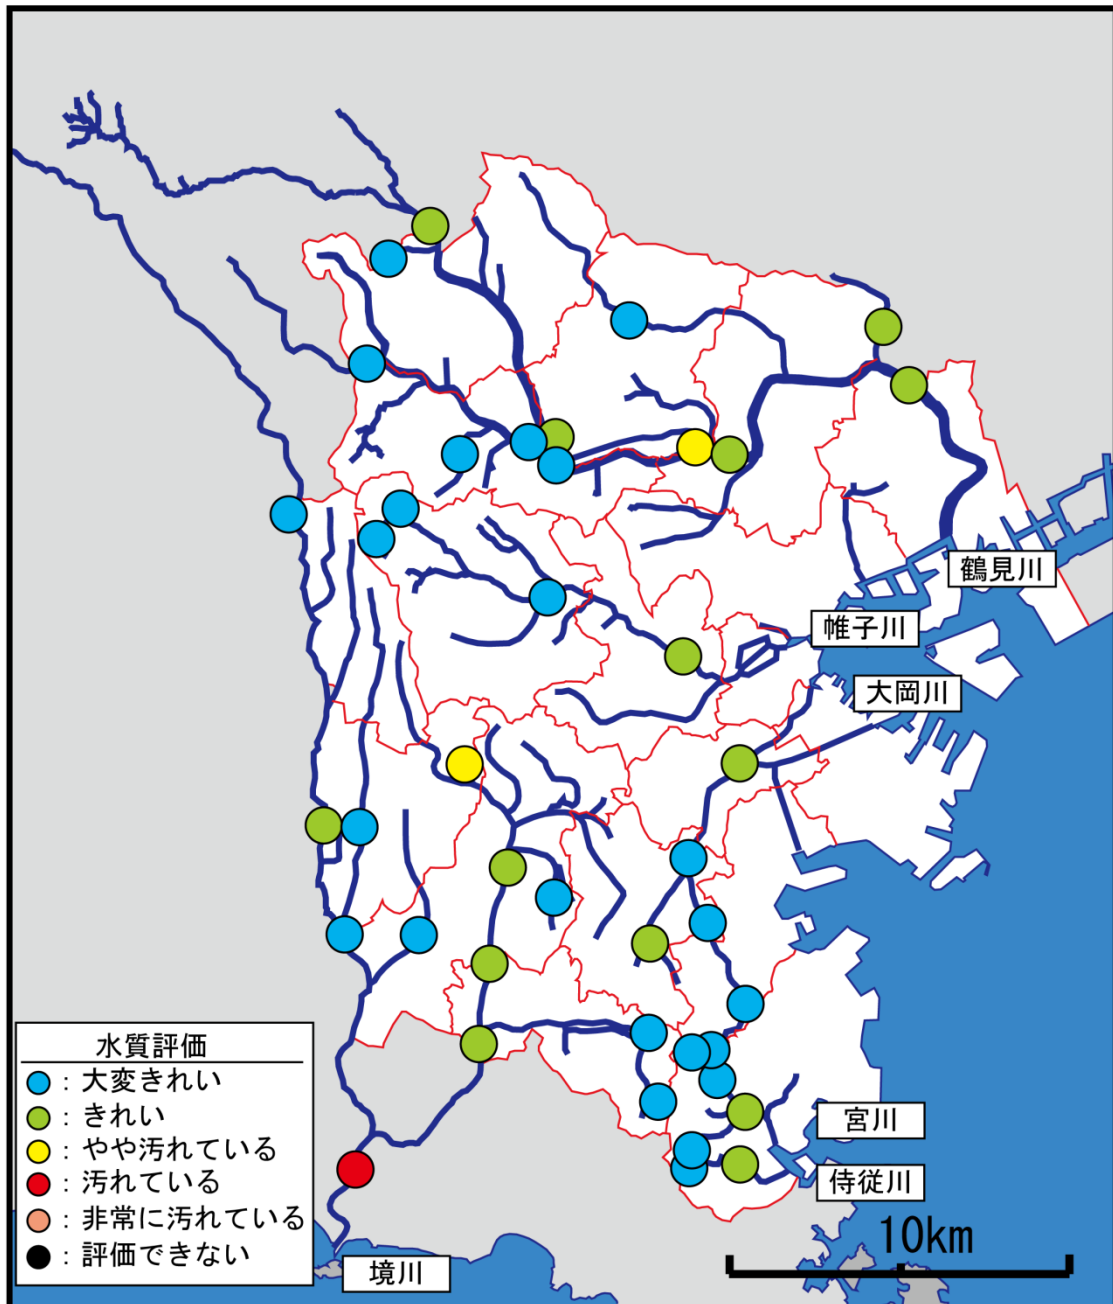 鶴見川
帷子川
大岡川
水質評価
：大変きれい
：きれい
：やや汚れている
：汚れている
：非常に汚れている
：評価できない
宮川
侍従川
10km
境川